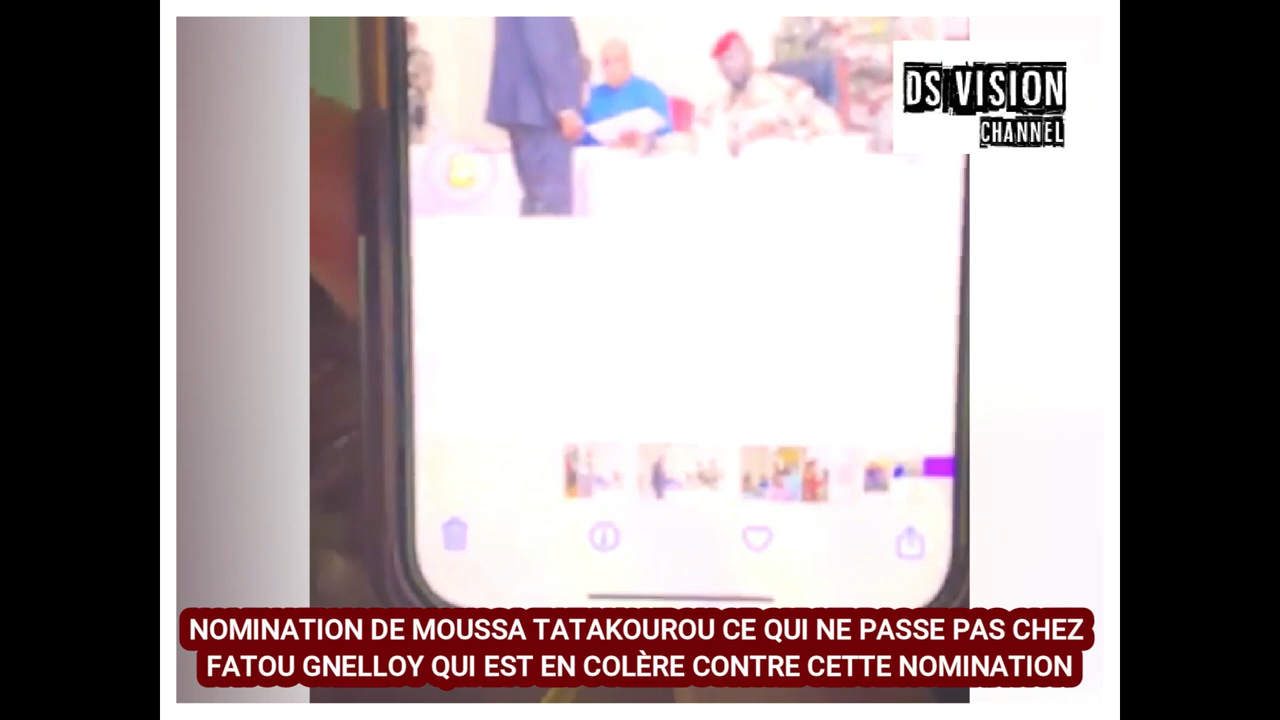 DS VISION
CHANNEL
NOMINATION DE MOUSSA TATAKOUROU CE QUI NE PASSE PAS CHEZ
FATOU GNELLOY QUI EST EN COLÈRE CONTRE CETTE NOMINATION